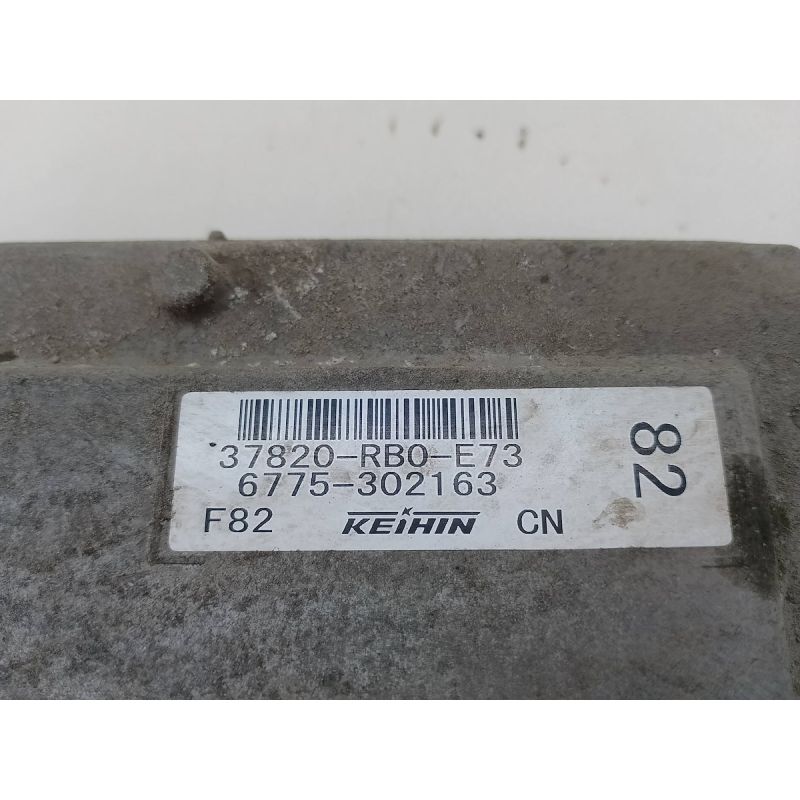 37820-RB0-E73
6775-302163
F82 KEIHIN CN
82